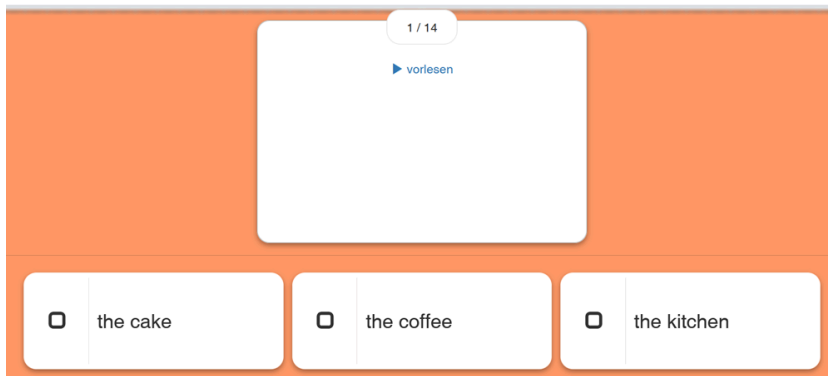 1 / 14
vorlesen
the cake
the coffee
the kitchen